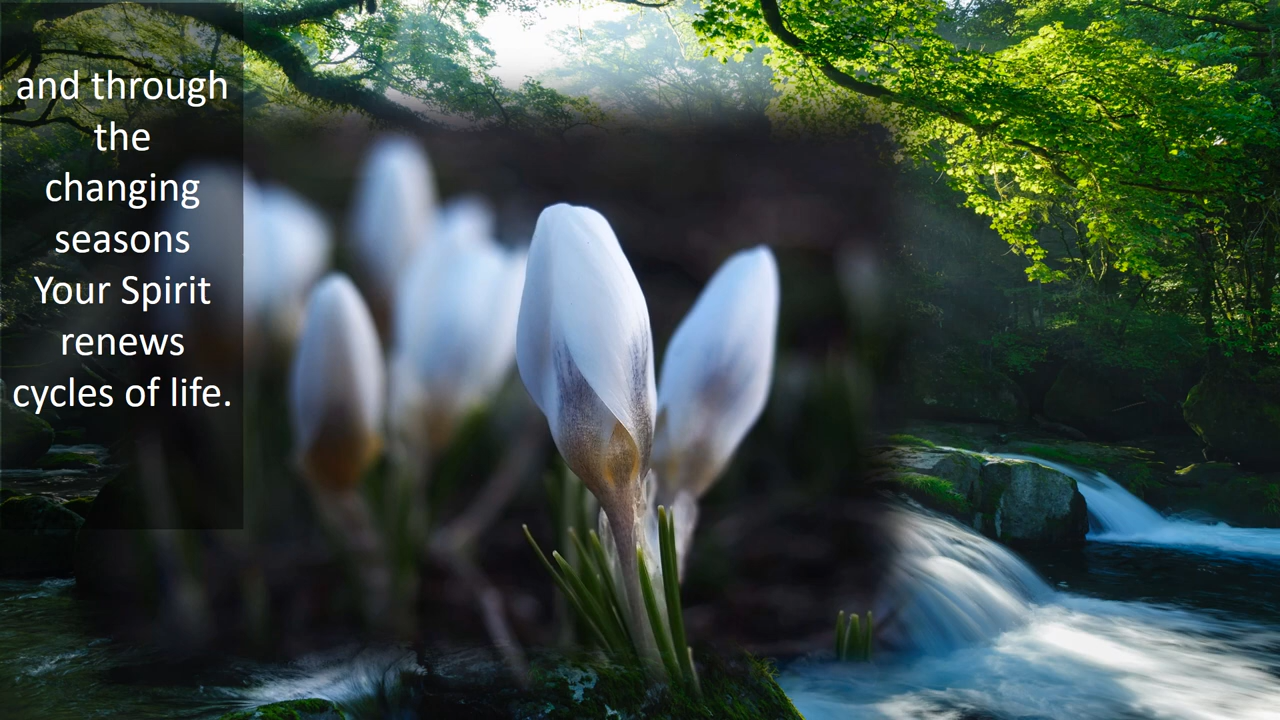 and through
the
changing
seasons
Your Spirit
renews
cycles of life.